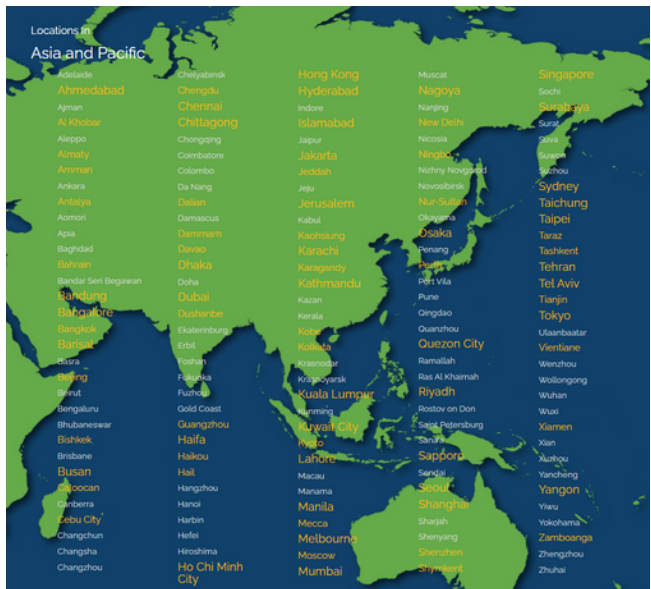 Locations In
Asia and Pacific
Adelaide
Ahmedabad
Ajman
Al Khobar
Aleppo
Almaty
Amman
Ankara
Antalya
Aomori
Apia
Baghdad
Bahrain
Bandar Seri Begawan
Bandung
Bangalore
Bangkok
Barisal
Basra
Beijing
Beirut
Bengaluru
Bhubaneswar
Bishkek
Brisbane
Busan
Caloocan
Canberra
Cebu City
Changchun
Changsha
Changzhou
Chelyabinsk
Chengdu
Chennai
Chittagong
Chongqing
Coimbatore
Colombo
Da Nang
Dalian
Damascus
Dammam
Davao
Dhaka
Doha
Dubai
Dushanbe
Ekaterinburg
Erbil
Foshan
Fukuoka
Fuzhou
Gold Coast
Guangzhou
Haifa
Haikou
Hail
Hangzhou
Hanoi
Harbin
Hefei
Hiroshima
Ho Chi Minh
City
Hong Kong
Hyderabad
Indore
Islamabad
Jaipur
Jakarta
Jeddah
Jeju
Jerusalem
Kabul
Kaohsiung
Karachi
Karagandy
Kathmandu
Kazan
Kerala
Kobe
Kolkata
Krasnodar
Krasnoyarsk
Kuala Lumpur
Kunming
Kuwait City
Kyoto
Lahore
Macau
Manama
Manila
Mecca
Melbourne
Moscow
Mumbai
Muscat
Nagoya
Nanjing
New Delhi
Nicosia
Ningbo
Nizhny Novgorod
Novosibirsk
Nur-Sultan
Okayama
Osaka
Penang
Perth
Port Vila
Pune
Qingdao
Quanzhou
Quezon City
Ramallah
Ras Al Khaimah
Riyadh
Rostov on Don
Saint Petersburg
Sana'a
Sapporo
Sendai
Seoul
Shanghai
Sharjah
Shenyang
Shenzhen
Shymkent
Singapore
Sochi
Surabaya
Surat
Suva
Suwon
Suzhou
Sydney
Taichung
Taipei
Taraz
Tashkent
Tehran
Tel Aviv
Tianjin
Tokyo
Ulaanbaatar
Vientiane
Wenzhou
Wollongong
Wuhan
Wuxi
Xiamen
Xian
Xuzhou
Yancheng
Yangon
Yiwu
Yokohama
Zamboanga
Zhengzhou
Zhuhai